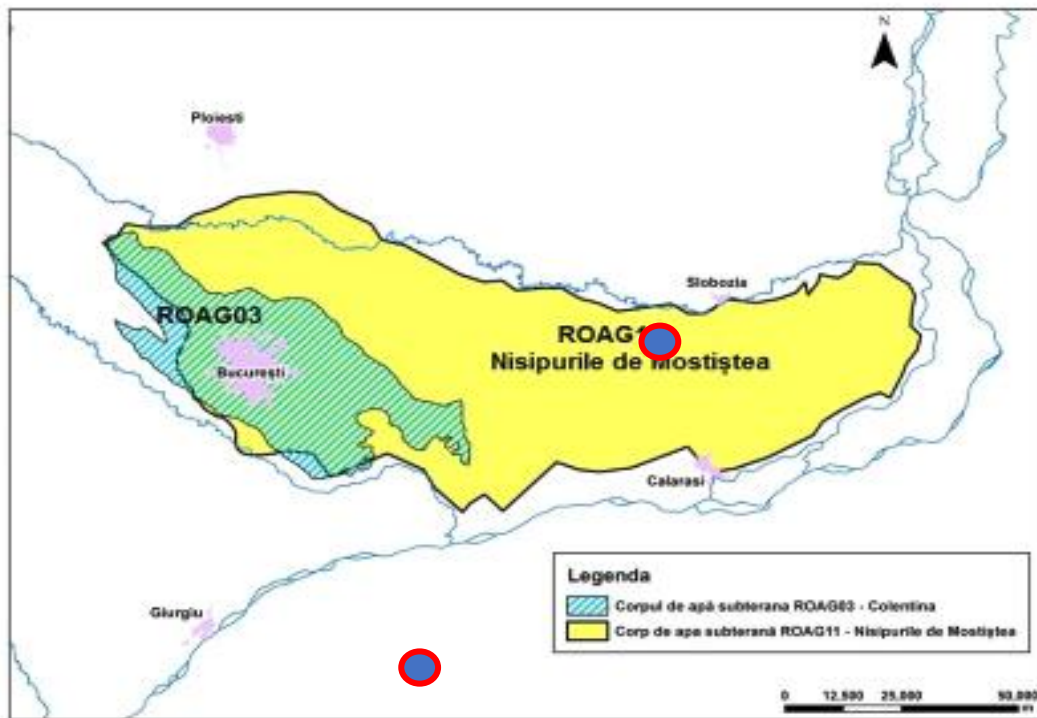 N
Ploiesti
Slobozia
ROAG03
ROAG1
Nisipurile de Mostiștea
București
Calarasi
Giurgiu
Legenda
Corpul de apă subterana ROAG03 - Colentina
Corp de apa subterană ROAG11 - Nisipurile de Mostiștea
0 12,500 25,000 50,000
m